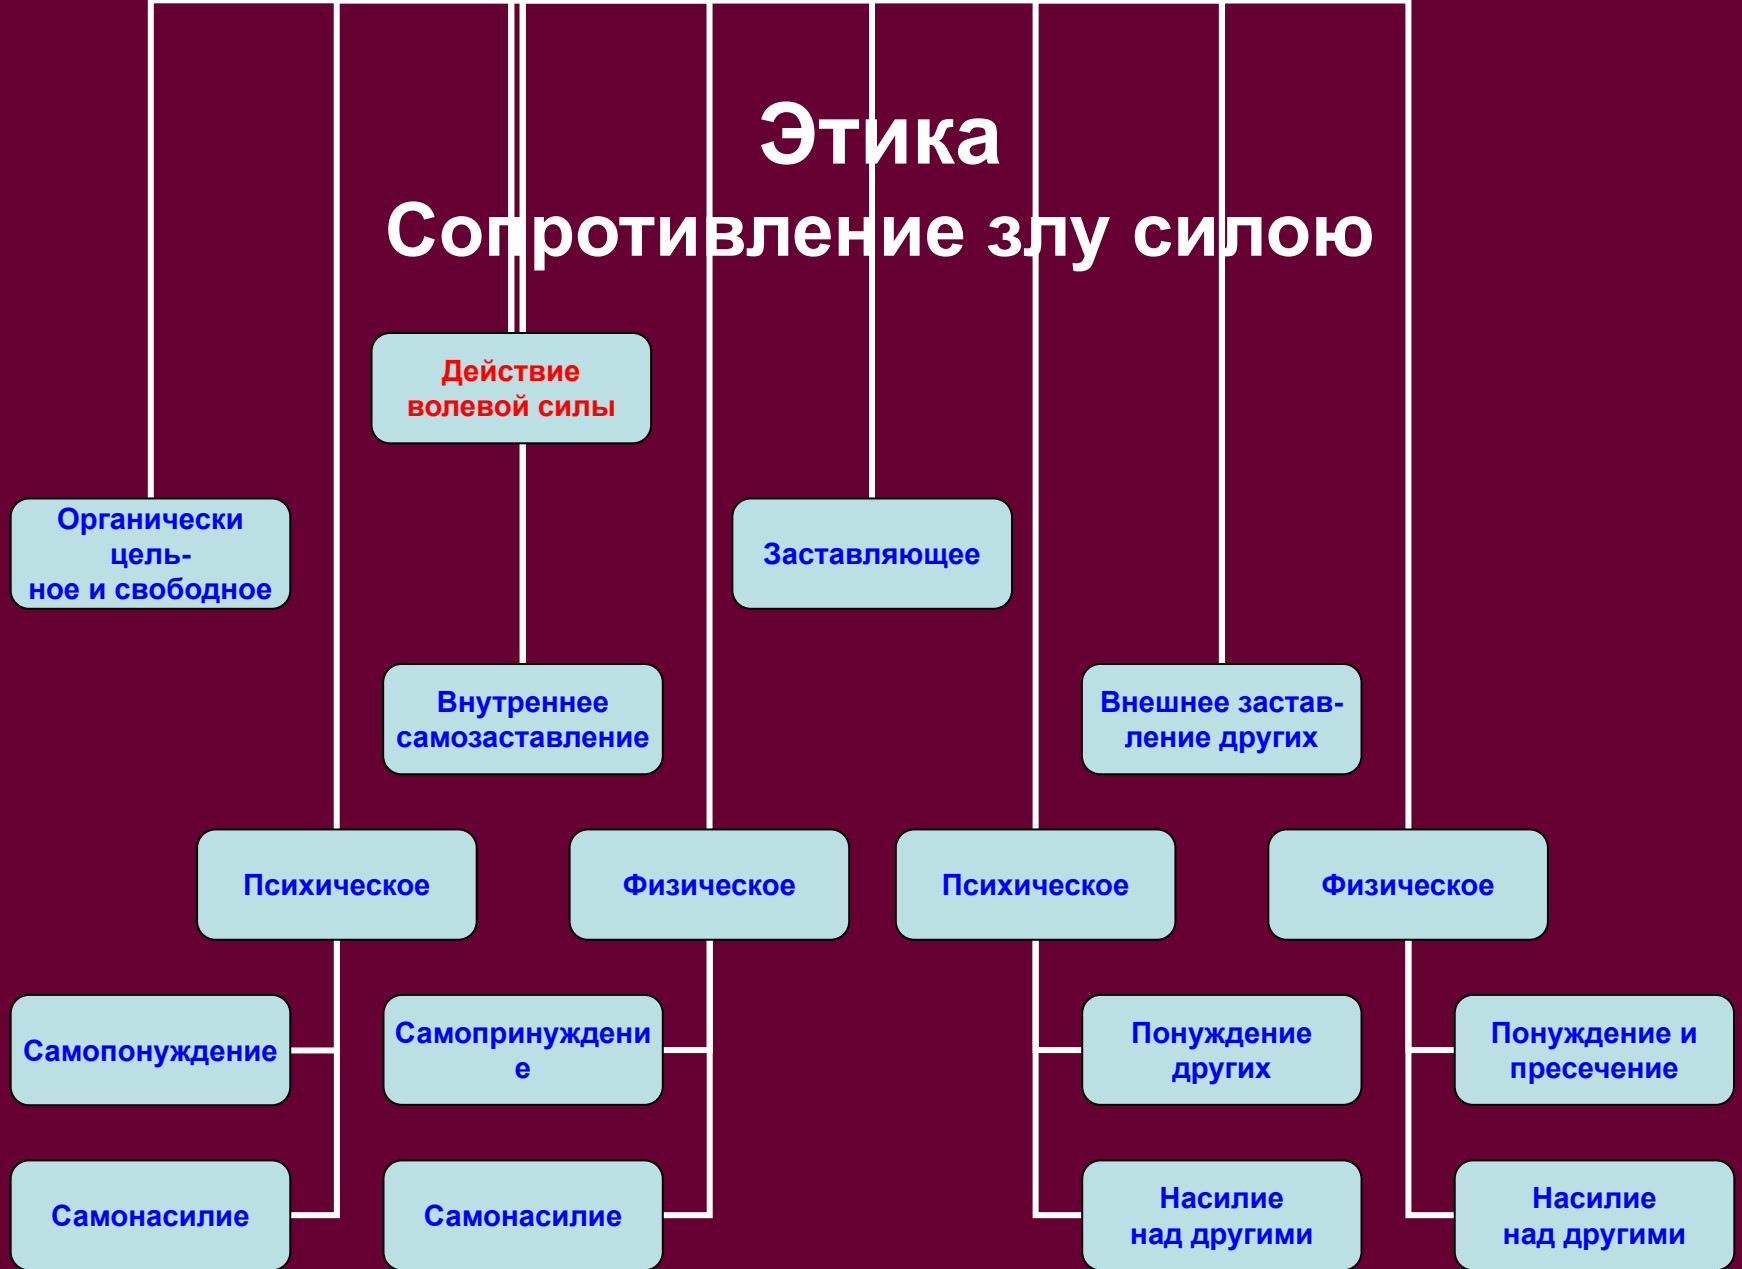 Этика
Сопротивление злу силою
Действие
волевой силы
Органически
цель-
ное и свободное
Заставляющее
Внутреннее
самозаставление
Внешнее застав-
ление других
Психическое
Физическое
Психическое
Физическое
Самопонуждение
Самопринуждени
е
Понуждение
других
Понуждение и
пресечение
Самонасилие
Самонасилие
Насилие
над другими
Насилие
над другими